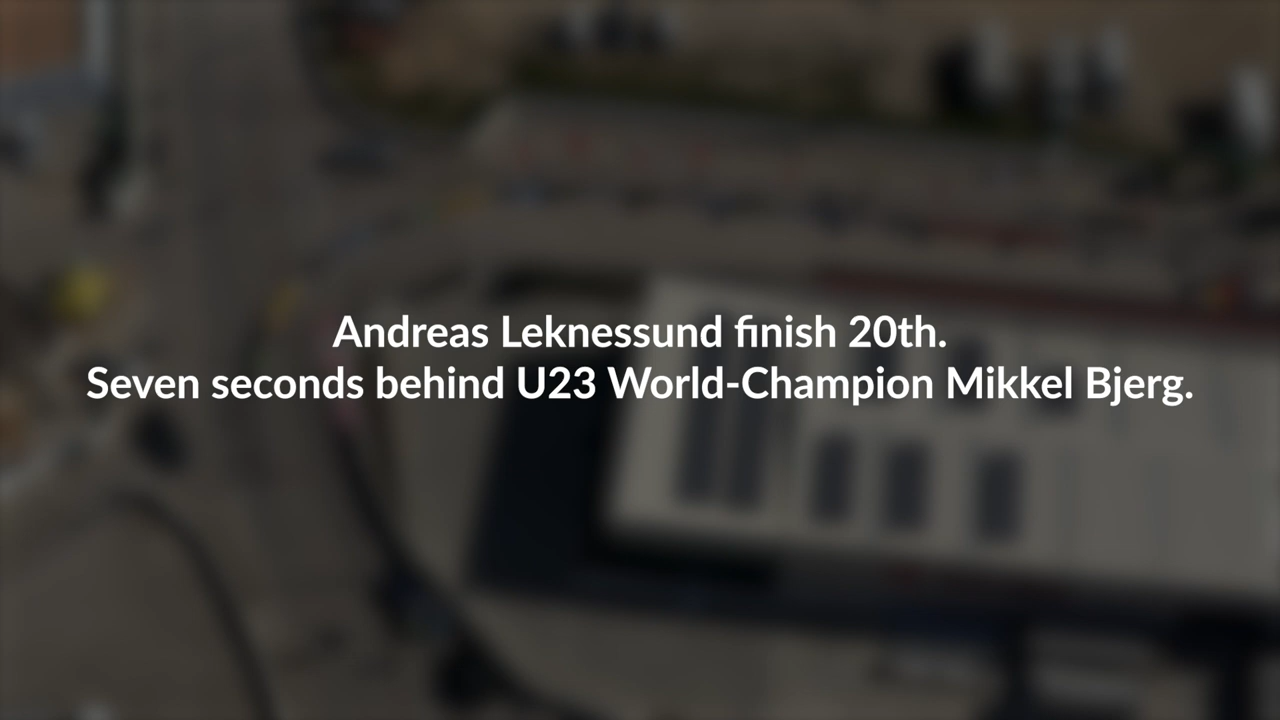 Andreas Leknessund finish 20th.
Seven seconds behind U23 World-Champion Mikkel Bjerg.